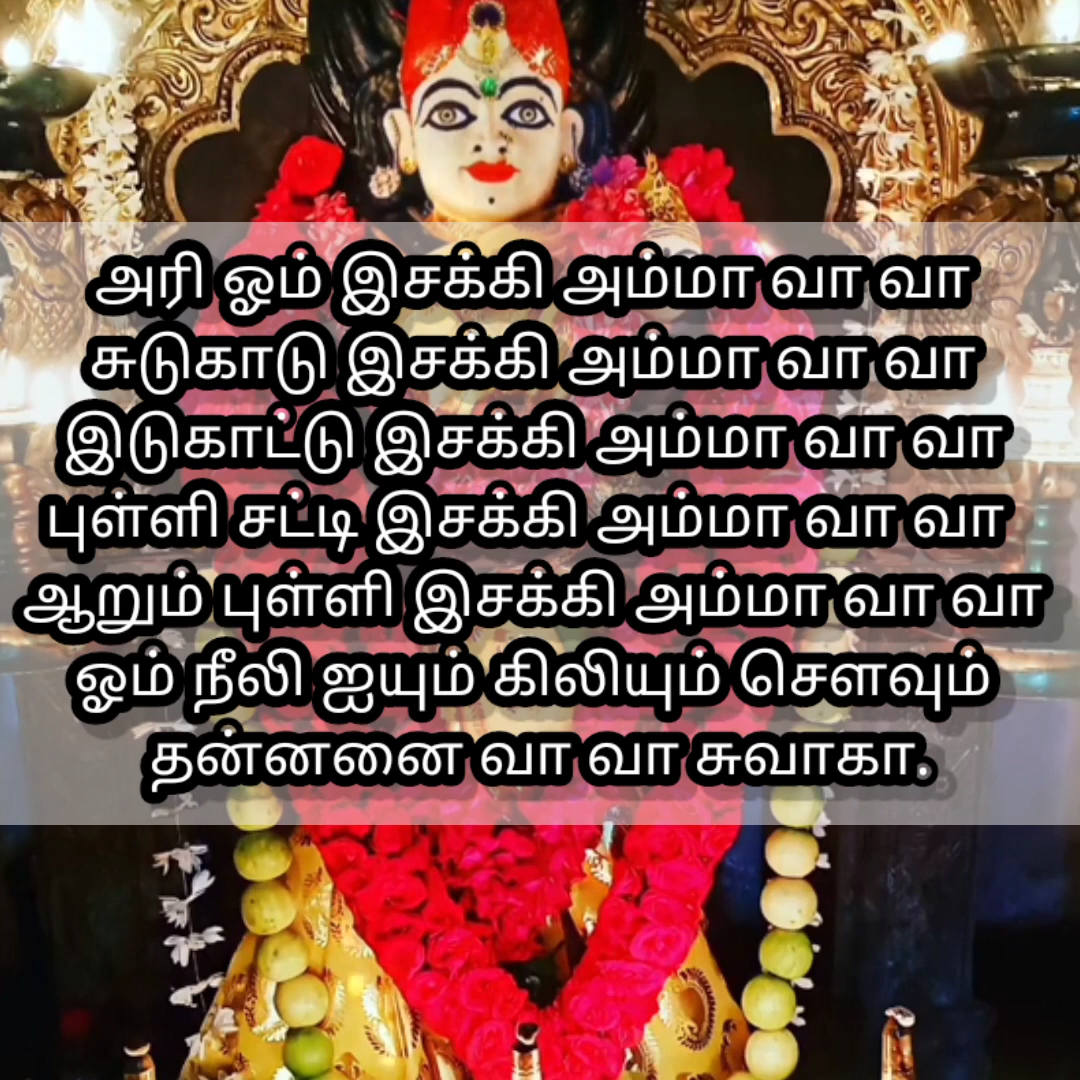 அரி ஓம் இசக்கி அம்மா வா வா
சுடுகாடு இசக்கி அம்மா வா வா
இடுகாட்டு இசக்கி அம்மா வா வா
புள்ளி சட்டி இசக்கி அம்மா வா வா
ஆறும் புள்ளி இசக்கி அம்மா வா வா
ஓம் நீலி ஐயும் கிலியும் சௌவும்
தன்னனை வா வா சுவாகா.